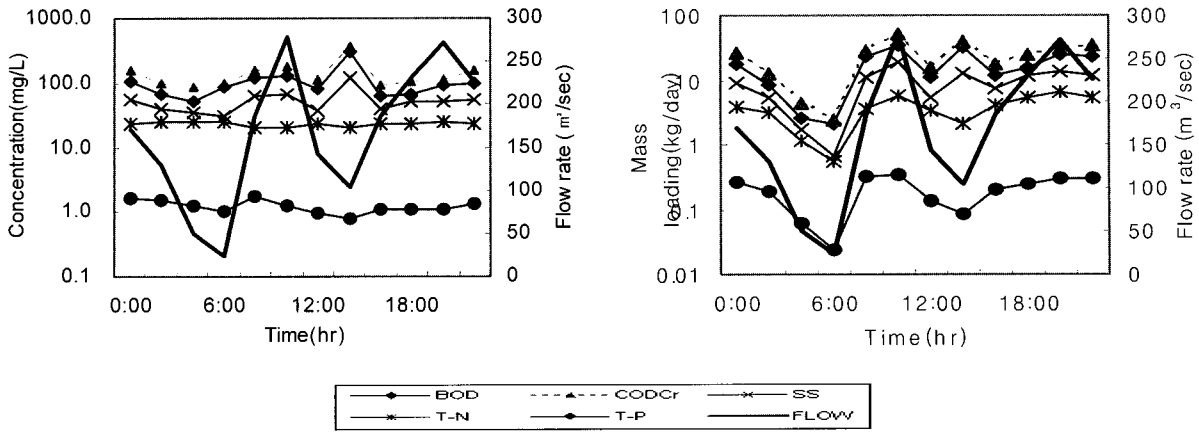 1000.0
100.0
10.0
1.0
0.1
Concentration(mg/L)
300
250
200
150
100
50
0
Flow rate ( m³/sec)
0:00 6:00 12:00 18:00
Time(hr)
100
10
1
0.1
0.01
Mass
loading(kg/day)
300
250
200
150
100
50
0
Flow rate (m³/sec)
0:00 6:00 12:00 18:00
Time(hr)
BOD CODCr SS
T-N T-P FLOW